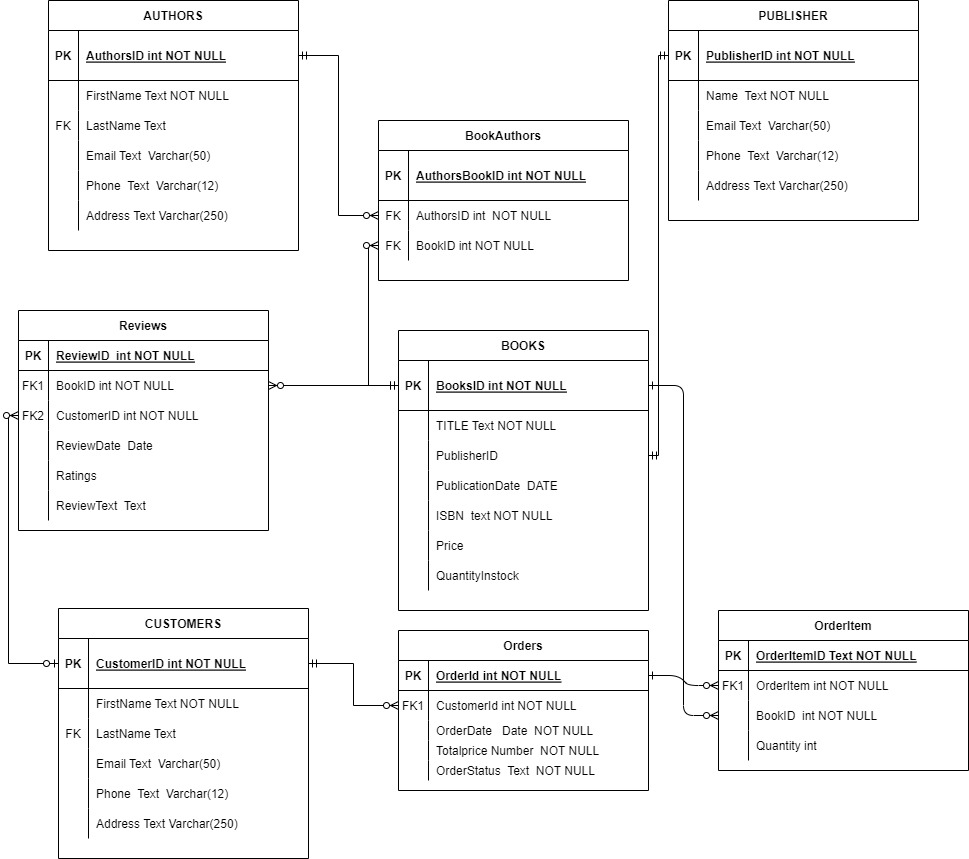 AUTHORS
PK AuthorsID int NOT NULL
FirstName Text NOT NULL
FK LastName Text
Email Text Varchar(50)
Phone Text Varchar(12)
Address Text Varchar(250)
PUBLISHER
PK PublisherID int NOT NULL
Name Text NOT NULL
Email Text Varchar(50)
Phone Text Varchar(12)
Address Text Varchar(250)
BookAuthors
PK AuthorsBookID int NOT NULL
FK AuthorsID int NOT NULL
FK BookID int NOT NULL
Reviews
PK ReviewID int NOT NULL
FK1 BookID int NOT NULL
FK2 CustomerID int NOT NULL
ReviewDate Date
Ratings
ReviewText Text
BOOKS
PK BooksID int NOT NULL
TITLE Text NOT NULL
PublisherID
PublicationDate DATE
ISBN text NOT NULL
Price
QuantityInstock
CUSTOMERS
PK CustomerID int NOT NULL
FirstName Text NOT NULL
FK LastName Text
Email Text Varchar(50)
Phone Text Varchar(12)
Address Text Varchar(250)
Orders
PK OrderId int NOT NULL
FK1 CustomerId int NOT NULL
OrderDate Date NOT NULL
Totalprice Number NOT NULL
OrderStatus Text NOT NULL
OrderItem
PK OrderItemID Text NOT NULL
FK1 OrderItem int NOT NULL
BookID int NOT NULL
Quantity int